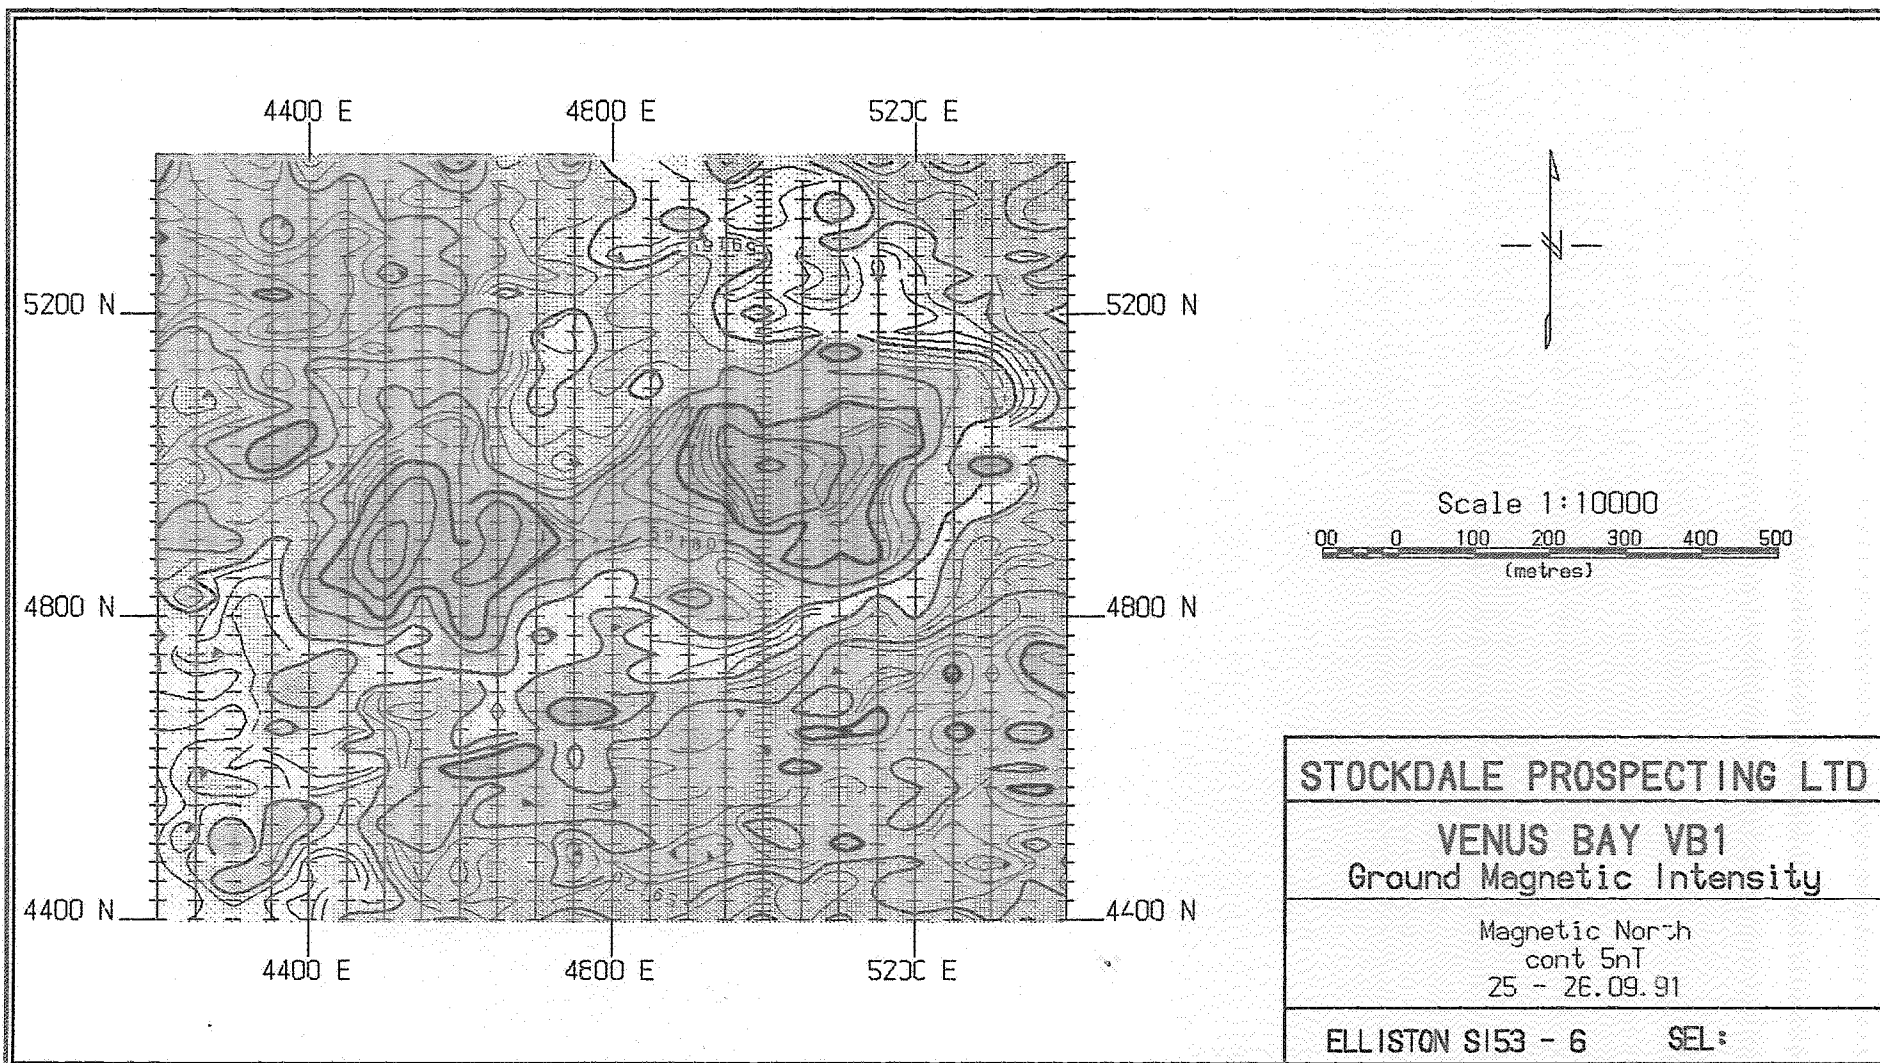 4400 E 4800 E 5200 E
5200 N 5200 N
4800 N 4800 N
4400 N 4400 N
4400 E 4800 E 5200 E
N
Scale 1:10000
00 0 100 200 300 400 500
(metres)
STOCKDALE PROSPECTING LTD
VENUS BAY VB1
Ground Magnetic Intensity
Magnetic North
cont 5nT
25 - 26.09.91
ELLISTON SI53 - 6 SEL: